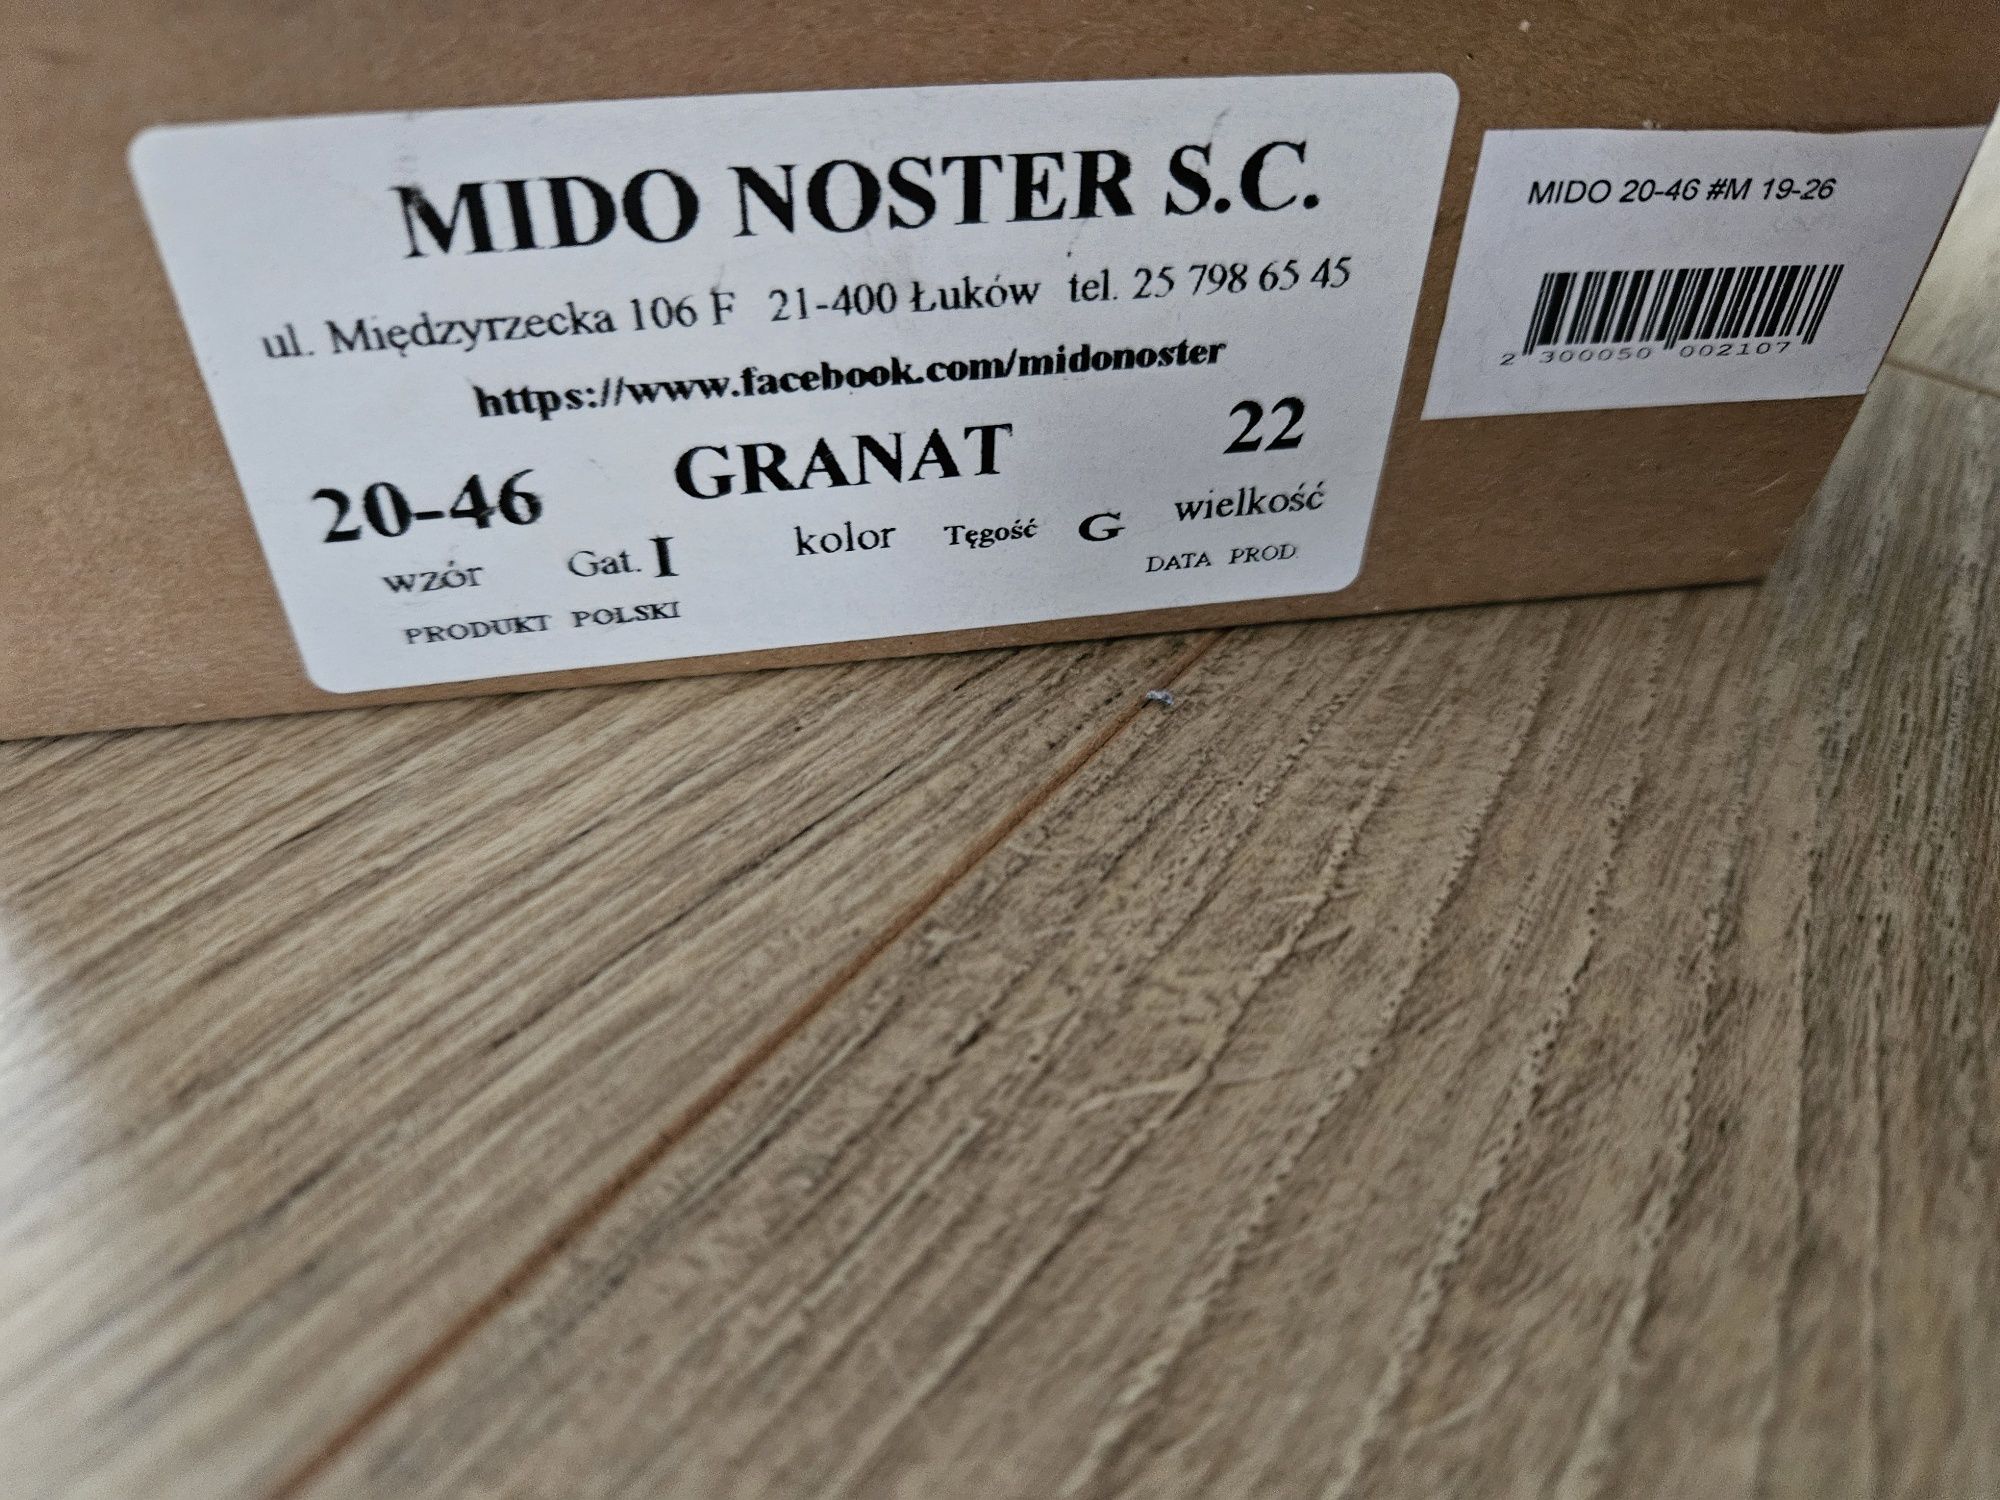 MIDO NOSTER S.C.
ul. Międzyrzecka 106 F 21-400 Łuków tel. 25 798 65 45
https://www.facebook.com/midonoster
20-46 GRANAT 22
wzór Gat. I kolor Tęgość G wielkość
PRODUKT POLSKI DATA PROD.
MIDO 20-46 #M 19-26
2 300050 002107